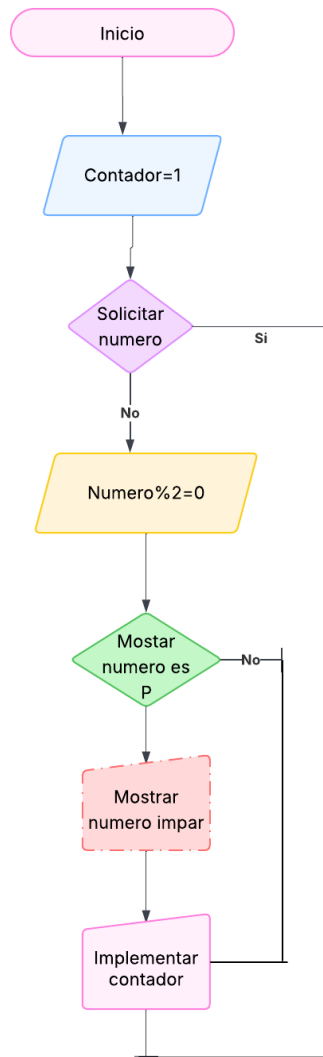 Inicio
Contador=1
Solicitar
numero
Si
No
Numero%2=0
Mostar
numero es
P
No
Mostrar
numero impar
Implementar
contador